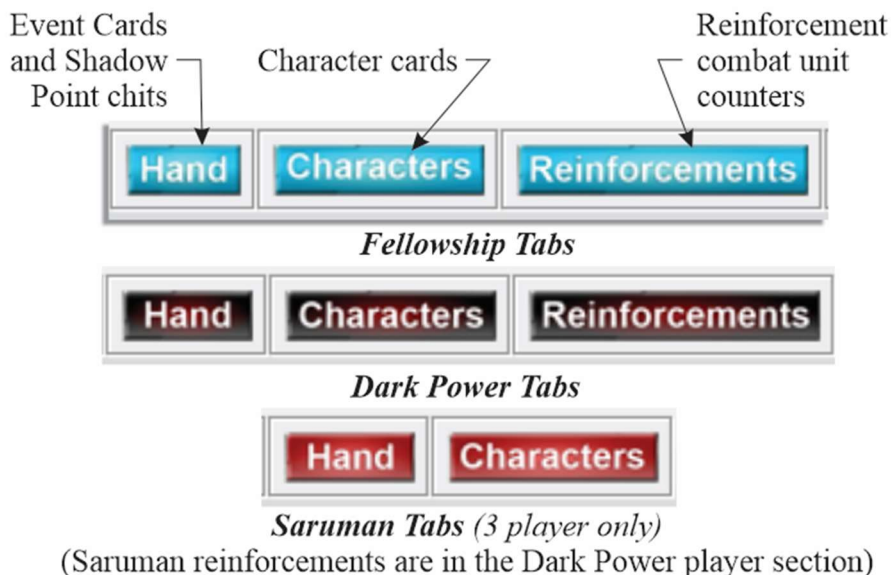 Event Cards
and Shadow
Point chits
Character cards
Reinforcement
combat unit
counters
Hand Characters Reinforcements
Fellowship Tabs
Hand Characters Reinforcements
Dark Power Tabs
Hand Characters
Saruman Tabs (3 player only)
(Saruman reinforcements are in the Dark Power player section)